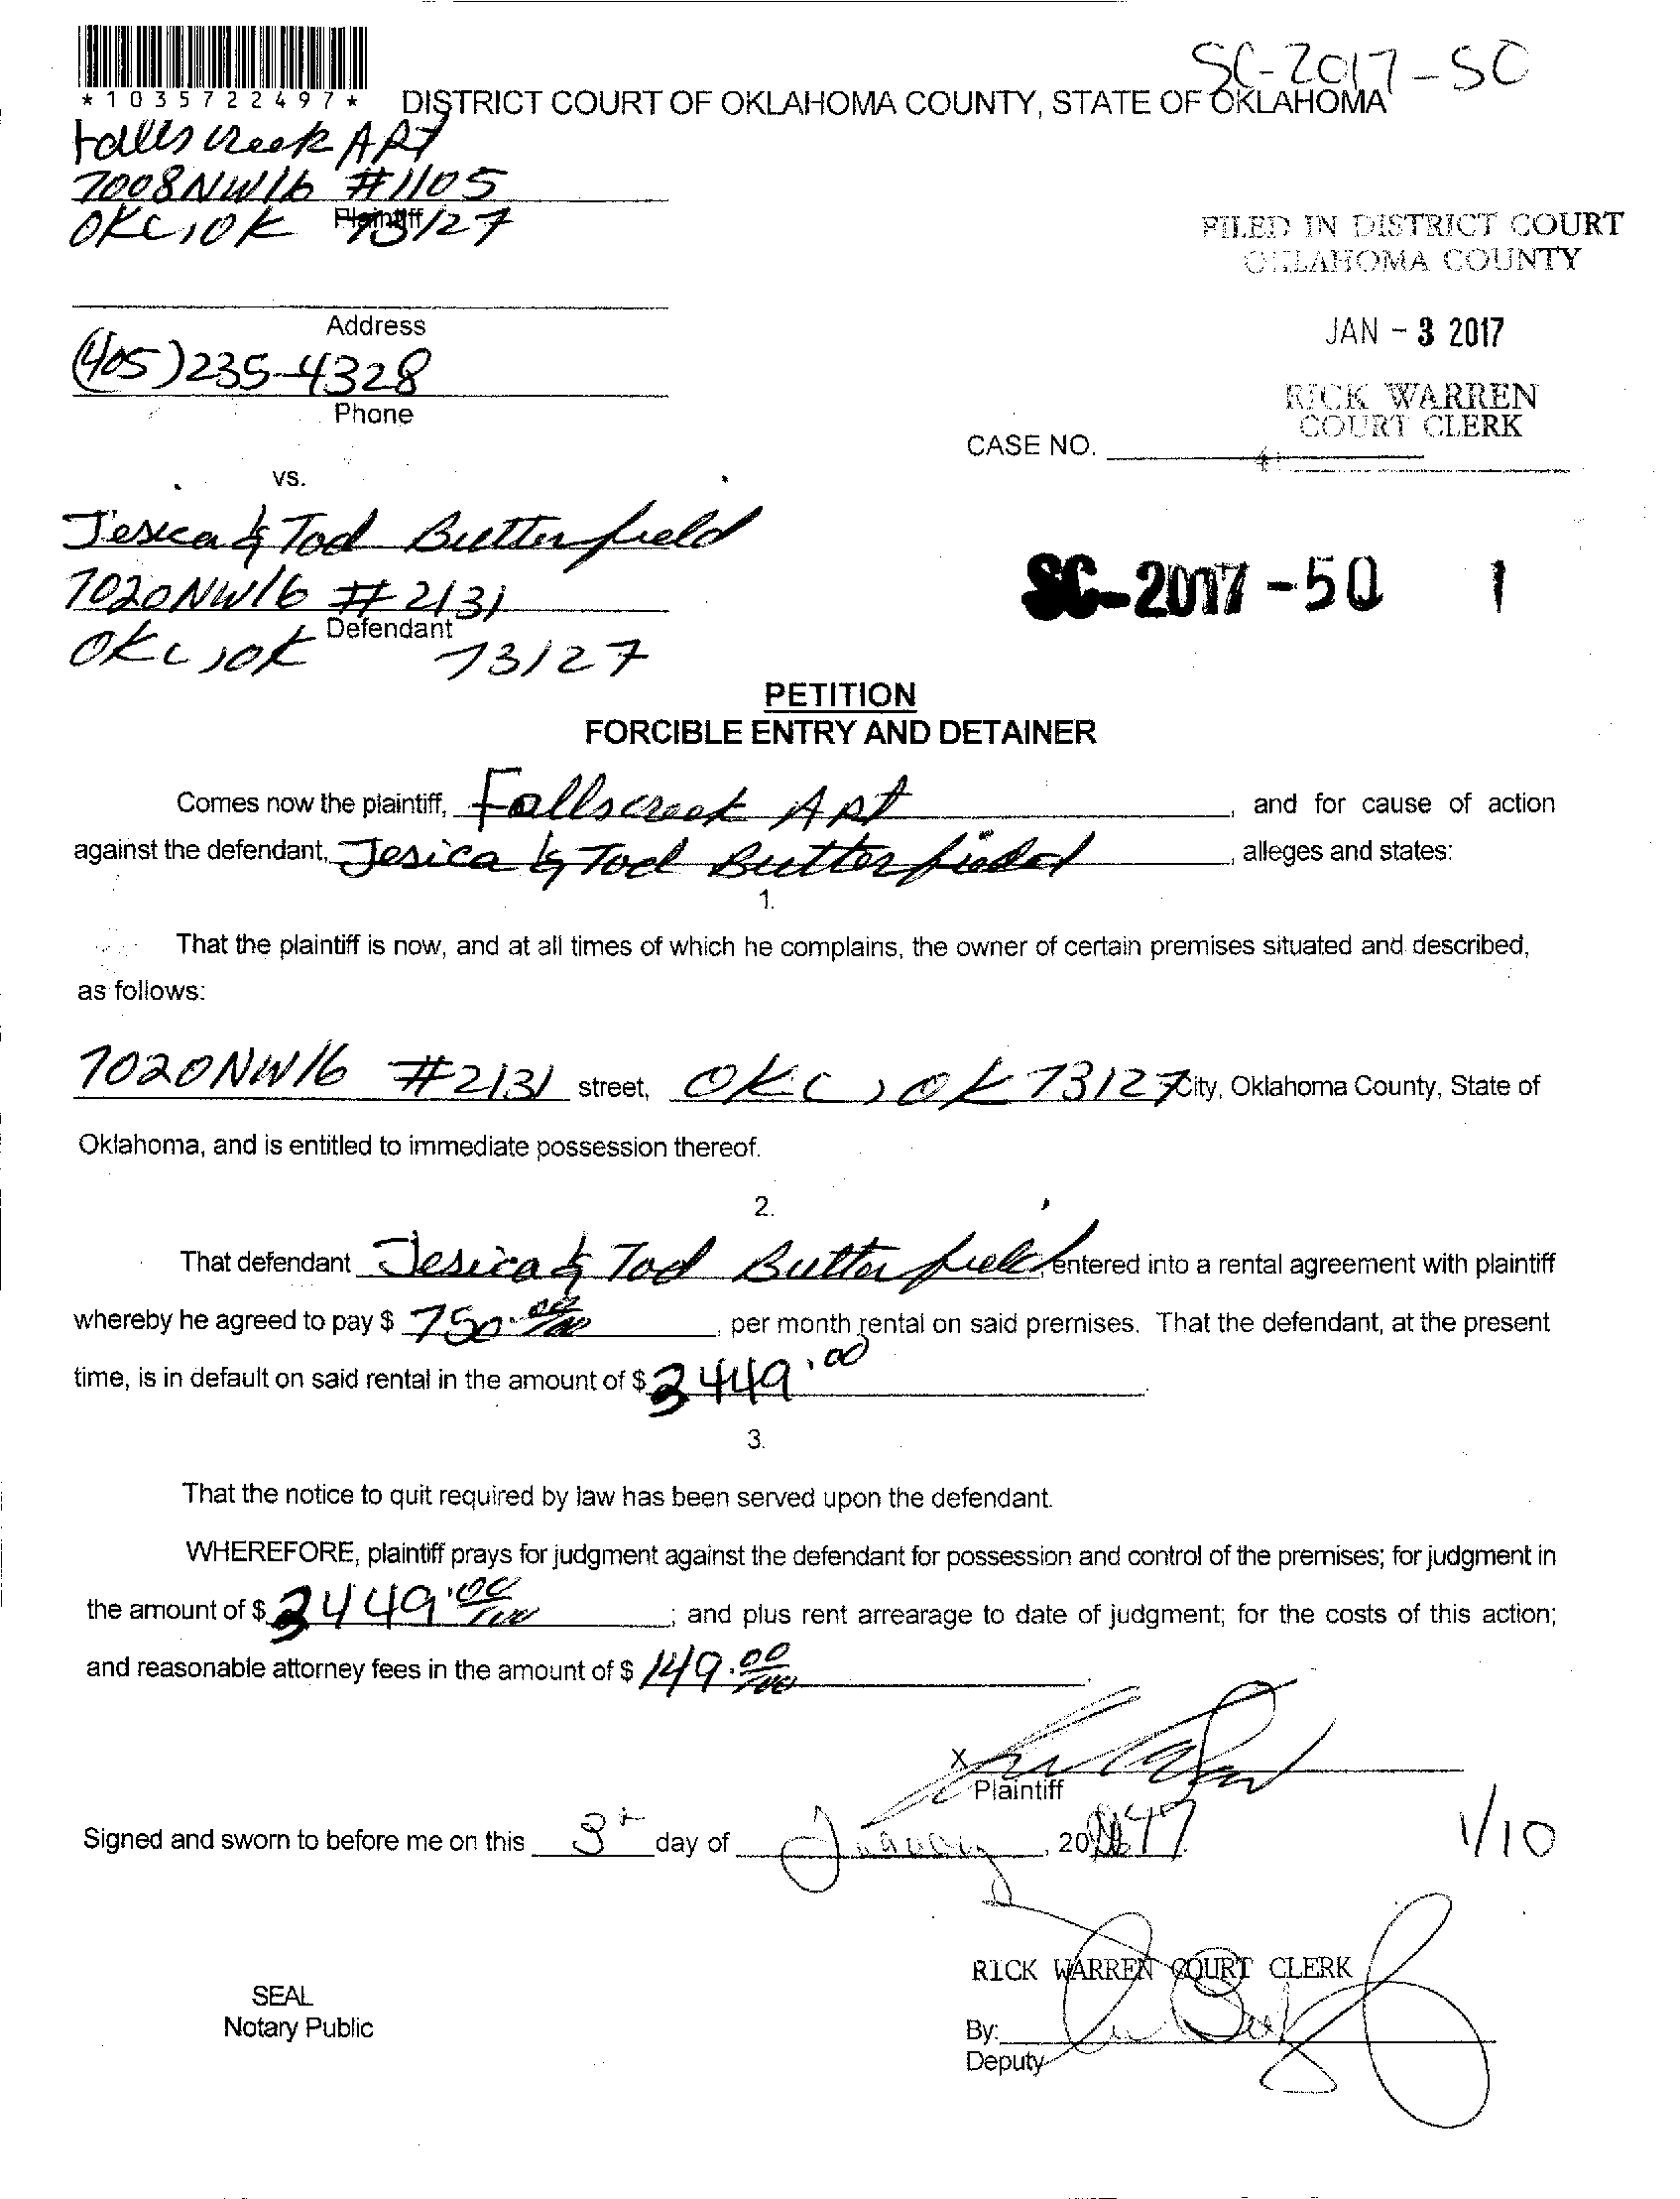 *1035722497*
SC-2017-50
DISTRICT COURT OF OKLAHOMA COUNTY, STATE OF OKLAHOMA
Falls creek APT
7008 NW 16 #1105
Plaintiff
OKC, OK 73127
FILED IN DISTRICT COURT
OKLAHOMA COUNTY
Address
JAN - 3 2017
(405) 235-4328
Phone
RICK WARREN
COURT CLERK
CASE NO.
vs.
Jesica & Tod Butterfield
7020 NW 16 #2131
Defendant
OKC, OK 73127
SC-2017-50 1
PETITION
FORCIBLE ENTRY AND DETAINER
Comes now the plaintiff, Fallscreek APT, and for cause of action
against the defendant, Jesica & Tod Butterfield, alleges and states:
1.
That the plaintiff is now, and at all times of which he complains, the owner of certain premises situated and described,
as follows:
7020 NW 16 #2131 street, OKC, OK 73127 City, Oklahoma County, State of
Oklahoma, and is entitled to immediate possession thereof.
2.
That defendant Jesica & Tod Butterfield, entered into a rental agreement with plaintiff
whereby he agreed to pay $ 750.00/100, per month rental on said premises. That the defendant, at the present
time, is in default on said rental in the amount of $ 2449.00.
3.
That the notice to quit required by law has been served upon the defendant.
WHEREFORE, plaintiff prays for judgment against the defendant for possession and control of the premises; for judgment in
the amount of $ 2449.00/100; and plus rent arrearage to date of judgment; for the costs of this action;
and reasonable attorney fees in the amount of $ 149.00/100.
X
Plaintiff
Signed and sworn to before me on this 3rd day of January, 2017
1/10
RICK WARREN COURT CLERK
SEAL
Notary Public
By:
Deputy